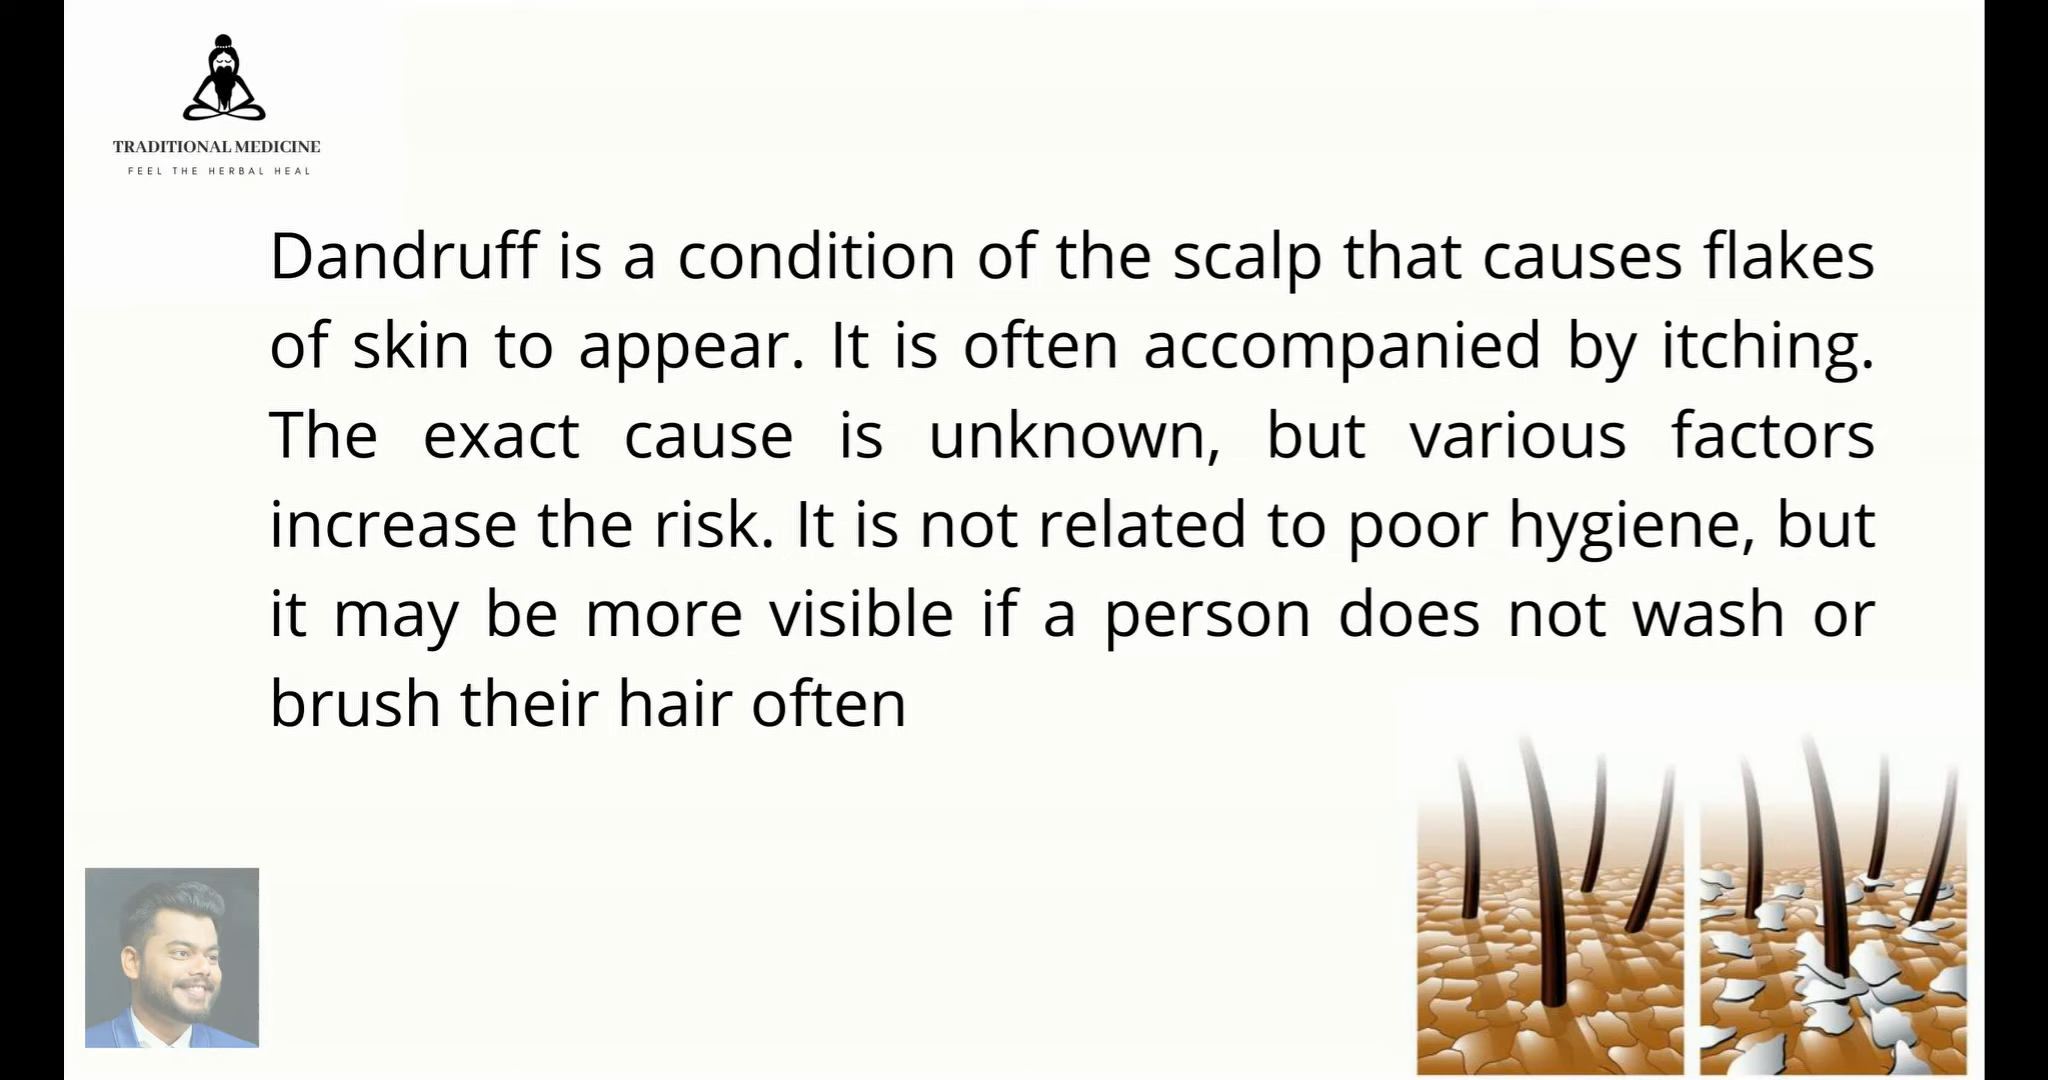 TRADITIONAL MEDICINE
FEEL THE HERBAL HEAL
Dandruff is a condition of the scalp that causes flakes
of skin to appear. It is often accompanied by itching.
The exact cause is unknown, but various factors
increase the risk. It is not related to poor hygiene, but
it may be more visible if a person does not wash or
brush their hair often